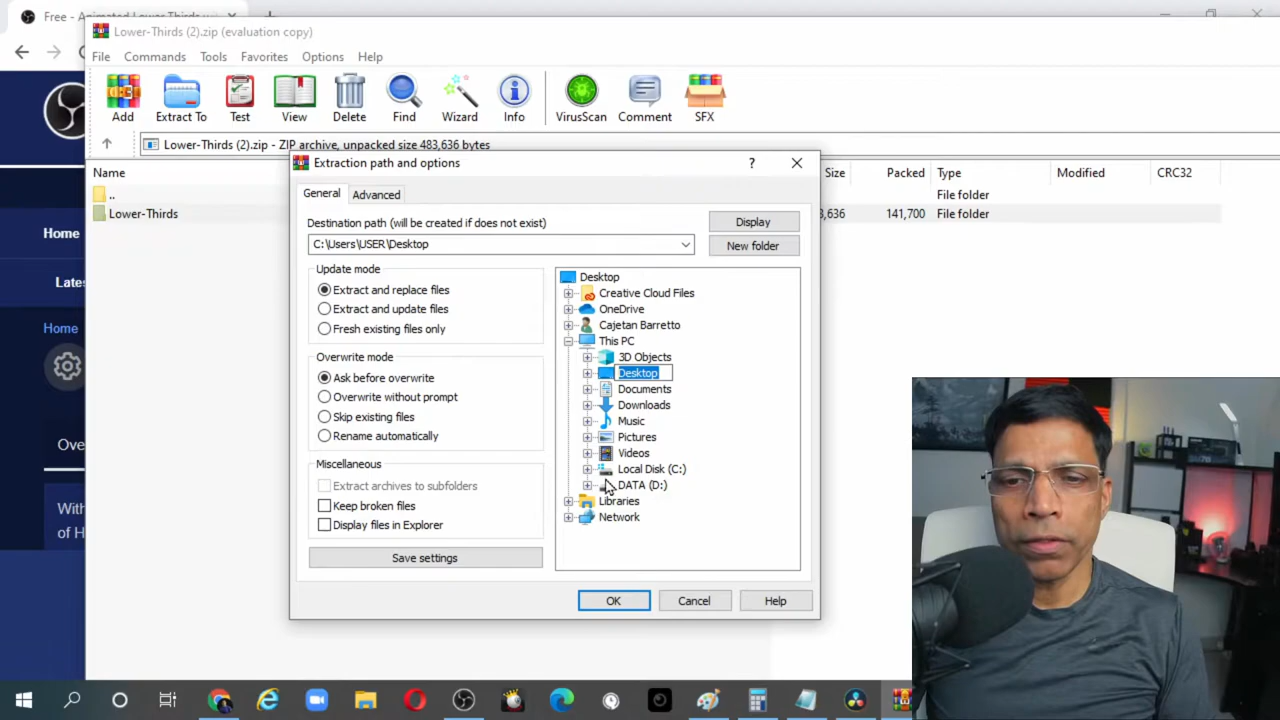 Free - Animated Lower Thirds
Lower-Thirds (2).zip (evaluation copy)
File Commands Tools Favorites Options Help
Add Extract To Test View Delete Find Wizard Info VirusScan Comment SFX
Lower-Thirds (2).zip - ZIP archive, unpacked size 483,636 bytes
Name Size Packed Type Modified CRC32
.. File folder
Lower-Thirds 3,636 141,700 File folder
Extraction path and options
?
General Advanced
Destination path (will be created if does not exist)
Display
C:\Users\USER\Desktop
New folder
Update mode
Extract and replace files
Extract and update files
Fresh existing files only
Overwrite mode
Ask before overwrite
Overwrite without prompt
Skip existing files
Rename automatically
Miscellaneous
Extract archives to subfolders
Keep broken files
Display files in Explorer
Save settings
Desktop
Creative Cloud Files
OneDrive
Cajetan Barretto
This PC
3D Objects
Desktop
Documents
Downloads
Music
Pictures
Videos
Local Disk (C:)
DATA (D:)
Libraries
Network
OK Cancel Help
Home
Late
Home
Ove
With
of H